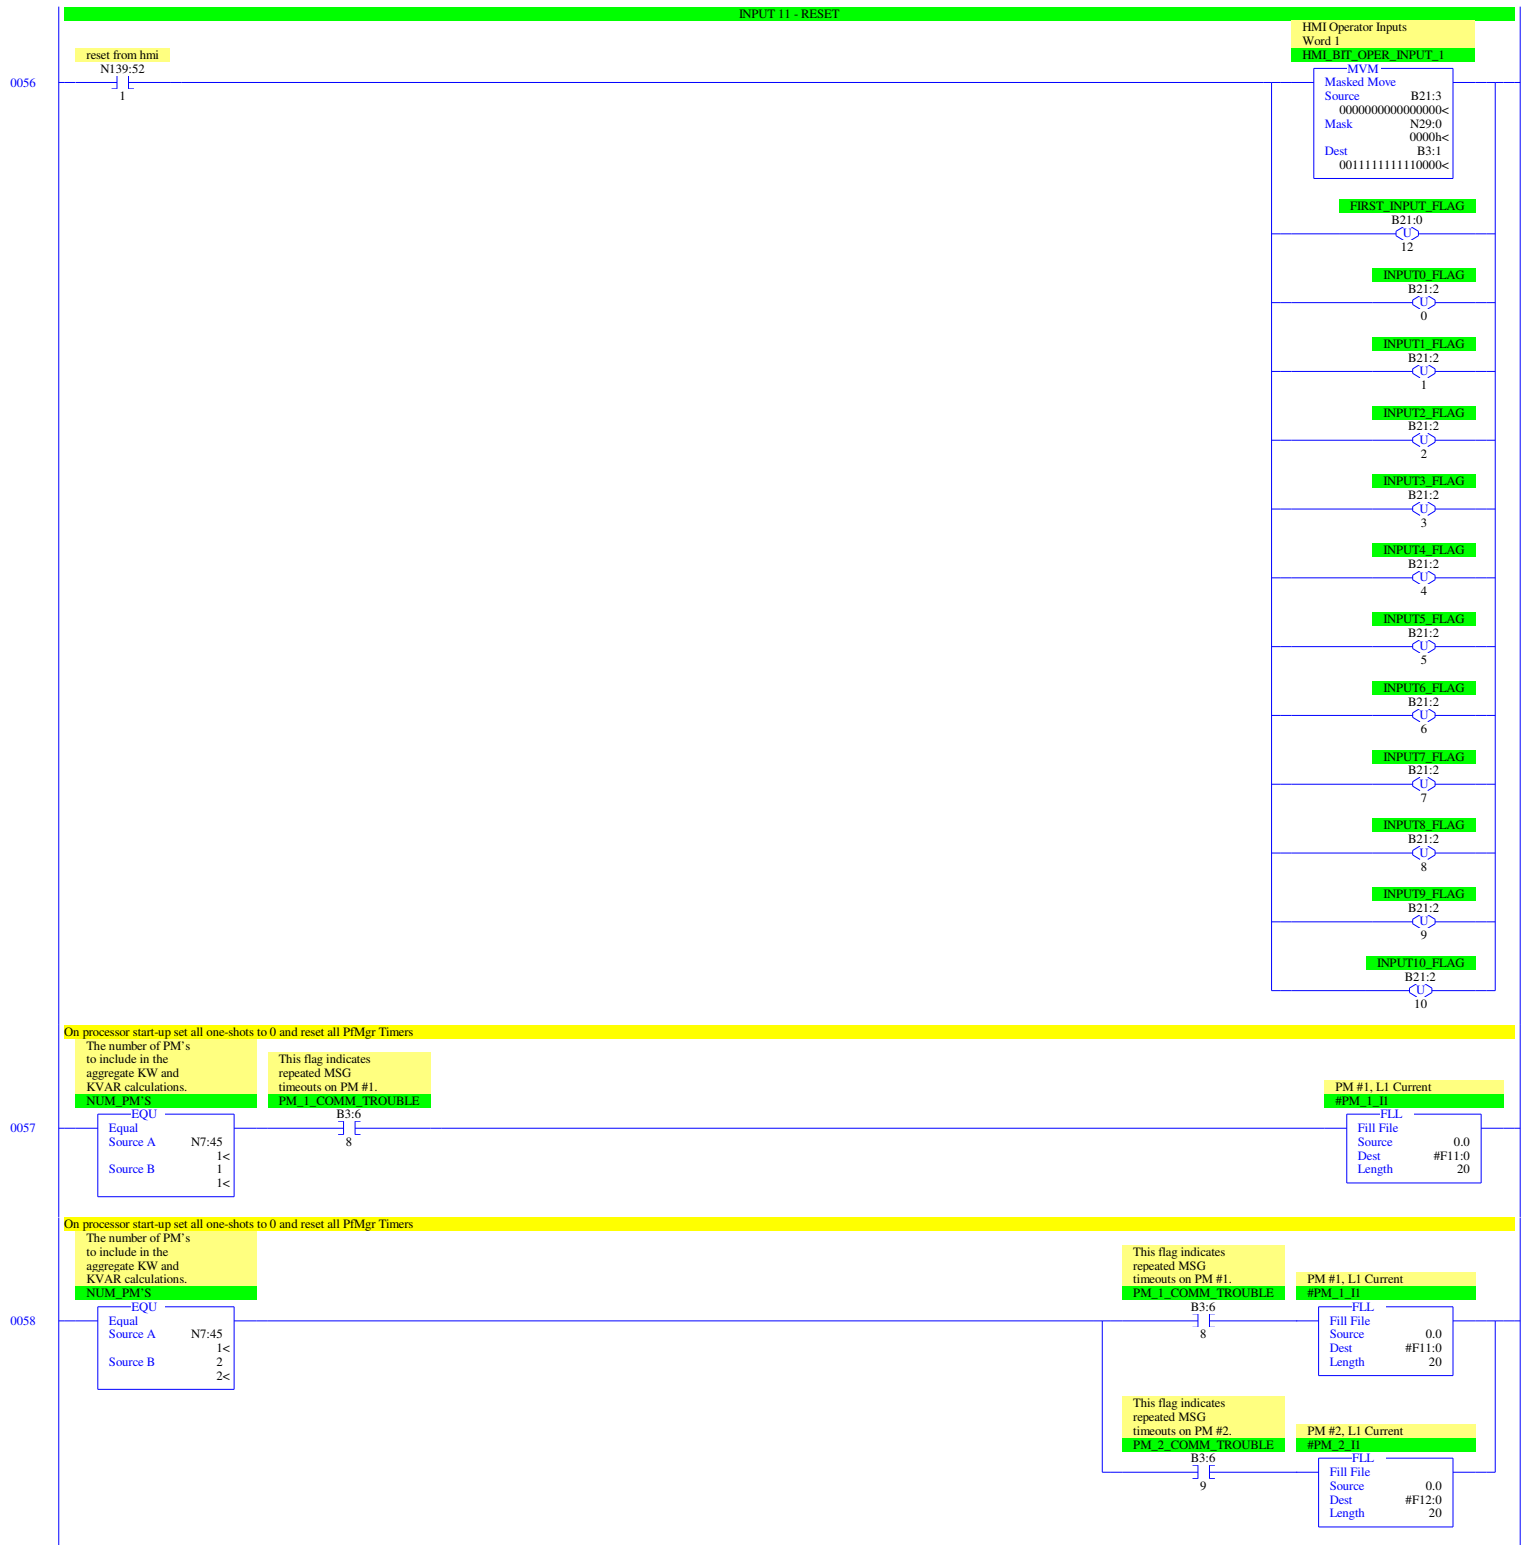 INPUT 11 - RESET
HMI Operator Inputs
Word 1
HMI_BIT_OPER_INPUT_1
reset from hmi
N139:52
1
0056
MVM
Masked Move
Source B21:3
0000000000000000<
Mask N29:0
0000h<
Dest B3:1
0011111111110000<
FIRST_INPUT_FLAG
B21:0
U
12
INPUT0_FLAG
B21:2
U
0
INPUT1_FLAG
B21:2
U
1
INPUT2_FLAG
B21:2
U
2
INPUT3_FLAG
B21:2
U
3
INPUT4_FLAG
B21:2
U
4
INPUT5_FLAG
B21:2
U
5
INPUT6_FLAG
B21:2
U
6
INPUT7_FLAG
B21:2
U
7
INPUT8_FLAG
B21:2
U
8
INPUT9_FLAG
B21:2
U
9
INPUT10_FLAG
B21:2
U
10
On processor start-up set all one-shots to 0 and reset all PfMgr Timers
The number of PM's
to include in the
aggregate KW and
KVAR calculations.
NUM_PM'S
This flag indicates
repeated MSG
timeouts on PM #1.
PM_1_COMM_TROUBLE
B3:6
8
PM #1, L1 Current
#PM_1_I1
0057
EQU
Equal
Source A N7:45
1<
Source B 1
1<
FLL
Fill File
Source 0.0
Dest #F11:0
Length 20
On processor start-up set all one-shots to 0 and reset all PfMgr Timers
The number of PM's
to include in the
aggregate KW and
KVAR calculations.
NUM_PM'S
0058
EQU
Equal
Source A N7:45
1<
Source B 2
2<
This flag indicates
repeated MSG
timeouts on PM #1.
PM_1_COMM_TROUBLE
B3:6
8
PM #1, L1 Current
#PM_1_I1
FLL
Fill File
Source 0.0
Dest #F11:0
Length 20
This flag indicates
repeated MSG
timeouts on PM #2.
PM_2_COMM_TROUBLE
B3:6
9
PM #2, L1 Current
#PM_2_I1
FLL
Fill File
Source 0.0
Dest #F12:0
Length 20